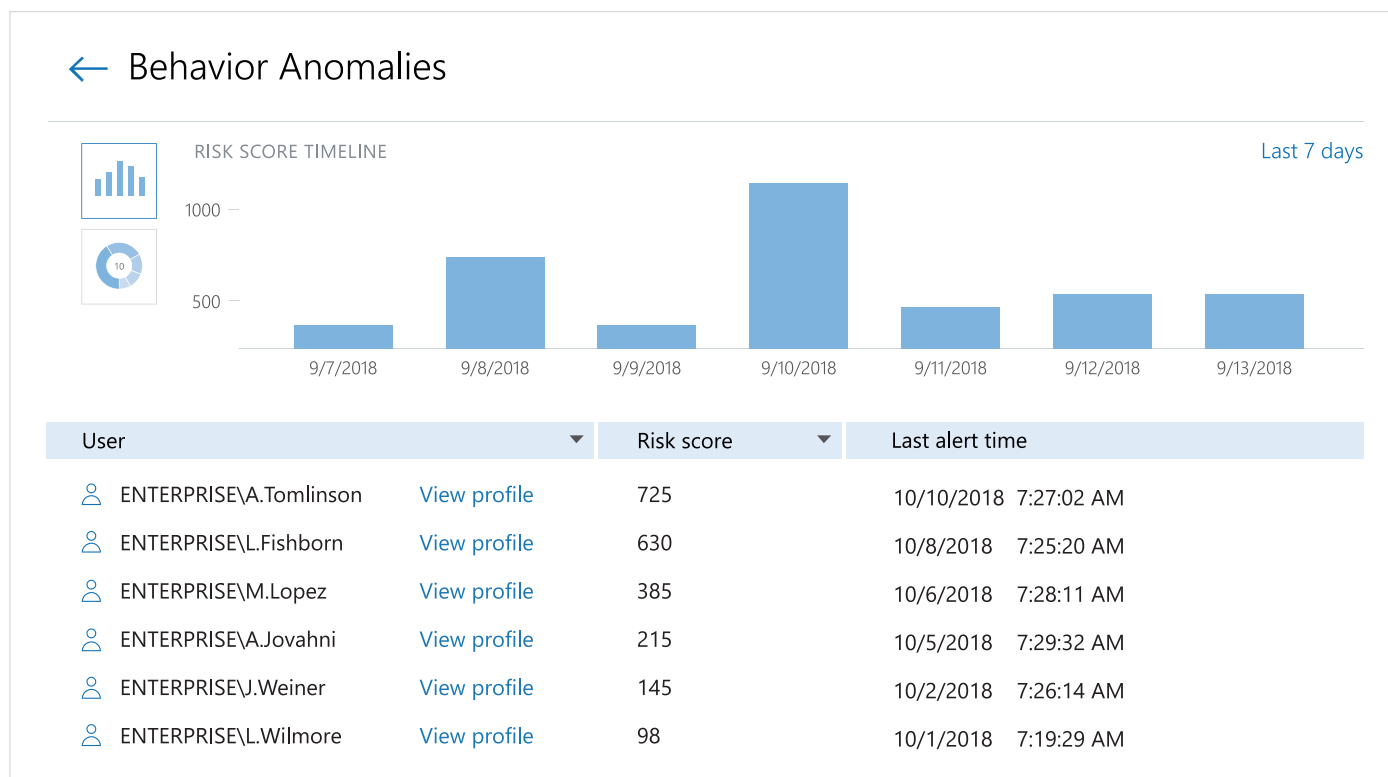 Behavior Anomalies
RISK SCORE TIMELINE
Last 7 days
1000
500
10
9/7/2018 9/8/2018 9/9/2018 9/10/2018 9/11/2018 9/12/2018 9/13/2018
User Risk score Last alert time
ENTERPRISE\A.Tomlinson View profile 725 10/10/2018 7:27:02 AM
ENTERPRISE\L.Fishborn View profile 630 10/8/2018 7:25:20 AM
ENTERPRISE\M.Lopez View profile 385 10/6/2018 7:28:11 AM
ENTERPRISE\A.Jovahni View profile 215 10/5/2018 7:29:32 AM
ENTERPRISE\J.Weiner View profile 145 10/2/2018 7:26:14 AM
ENTERPRISE\L.Wilmore View profile 98 10/1/2018 7:19:29 AM